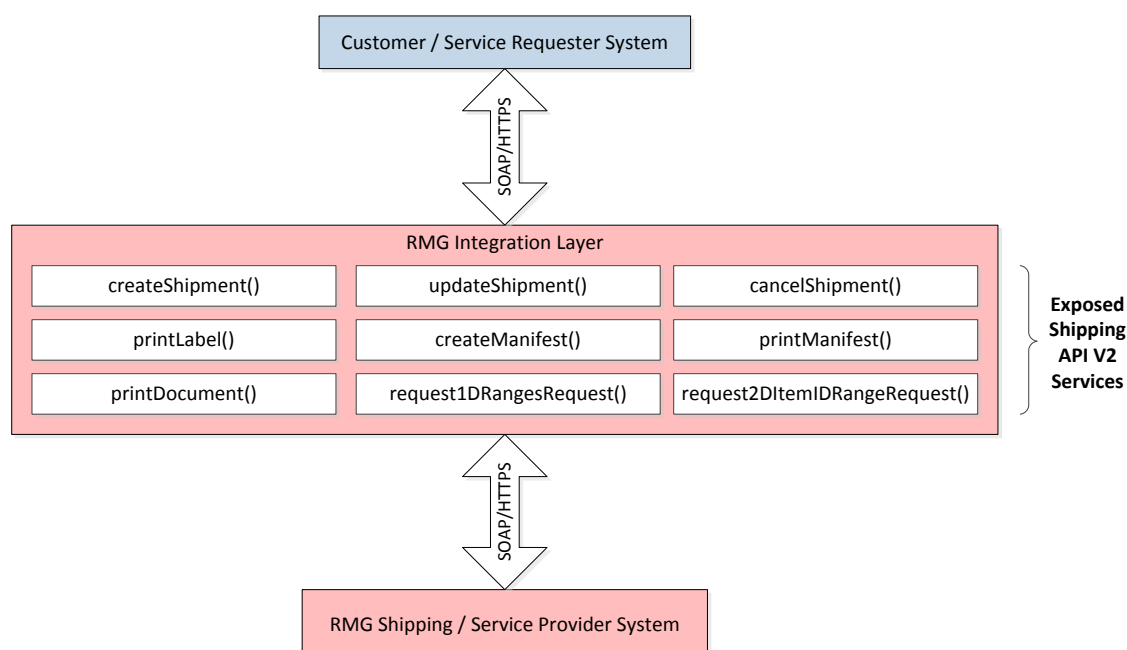 Customer / Service Requester System
SOAP/HTTPS
RMG Integration Layer
createShipment()
updateShipment()
cancelShipment()
printLabel()
createManifest()
printManifest()
printDocument()
request1DRangesRequest()
request2DItemIDRangeRequest()
Exposed
Shipping
API V2
Services
SOAP/HTTPS
RMG Shipping / Service Provider System